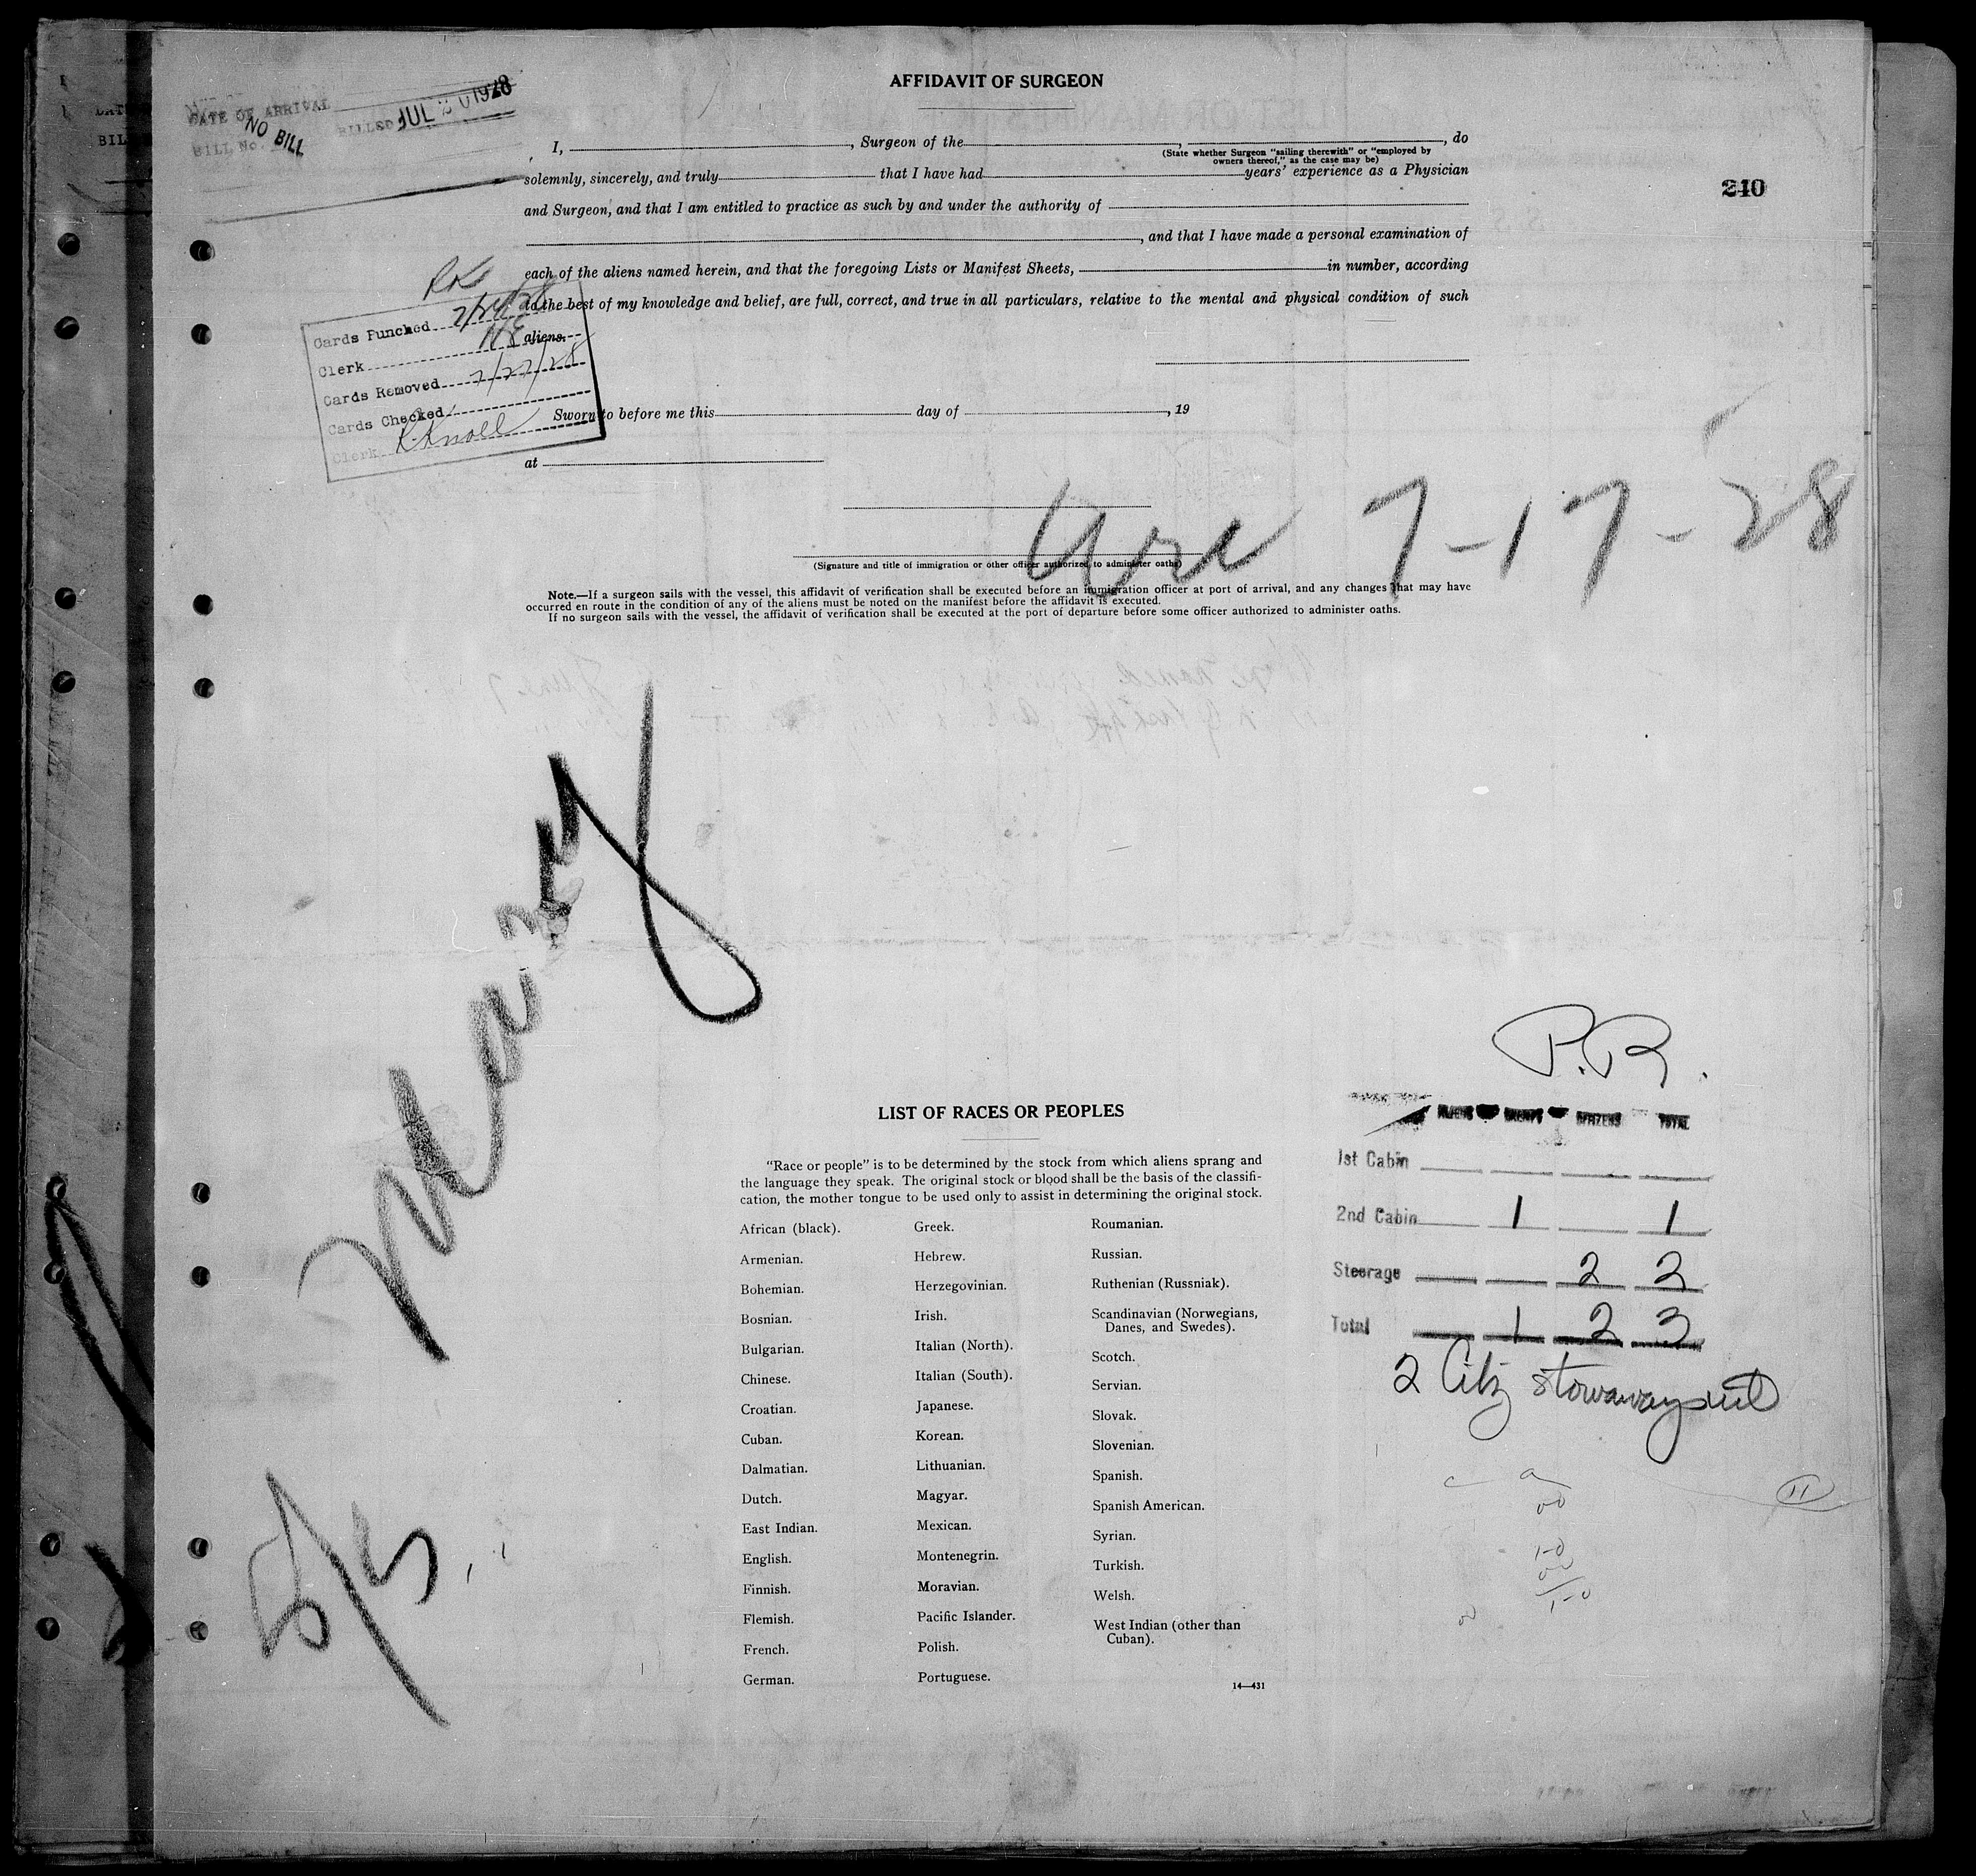 AFFIDAVIT OF SURGEON
DATE OF ARRIVAL
NO BILL
BILL No.
BILLED JUL 20 1928
240
I, , Surgeon of the , , do
(State whether Surgeon "sailing therewith" or "employed by
owners thereof," as the case may be)
solemnly, sincerely, and truly that I have had years' experience as a Physician
and Surgeon, and that I am entitled to practice as such by and under the authority of
, and that I have made a personal examination of
each of the aliens named herein, and that the foregoing Lists or Manifest Sheets, in number, according
to the best of my knowledge and belief, are full, correct, and true in all particulars, relative to the mental and physical condition of such
aliens.
Cards Punched
Clerk
Cards Removed 7/27/28
Cards Checked
Clerk R. Knoll
Sworn to before me this day of , 19
at
7-17-28
(Signature and title of immigration or other officer authorized to administer oaths)
Note.—If a surgeon sails with the vessel, this affidavit of verification shall be executed before an immigration officer at port of arrival, and any changes that may have
occurred en route in the condition of any of the aliens must be noted on the manifest before the affidavit is executed.
If no surgeon sails with the vessel, the affidavit of verification shall be executed at the port of departure before some officer authorized to administer oaths.
P.R.
ALIENS CITIZENS TOTAL
1st Cabin
2nd Cabin 1 1
Steerage 2 2
Total 1 2 3
2 Citz stowaways
11
LIST OF RACES OR PEOPLES
"Race or people" is to be determined by the stock from which aliens sprang and
the language they speak. The original stock or blood shall be the basis of the classifi-
cation, the mother tongue to be used only to assist in determining the original stock.
African (black).
Armenian.
Bohemian.
Bosnian.
Bulgarian.
Chinese.
Croatian.
Cuban.
Dalmatian.
Dutch.
East Indian.
English.
Finnish.
Flemish.
French.
German.
Greek.
Hebrew.
Herzegovinian.
Irish.
Italian (North).
Italian (South).
Japanese.
Korean.
Lithuanian.
Magyar.
Mexican.
Montenegrin.
Moravian.
Pacific Islander.
Polish.
Portuguese.
Roumanian.
Russian.
Ruthenian (Russniak).
Scandinavian (Norwegians,
Danes, and Swedes).
Scotch.
Servian.
Slovak.
Slovenian.
Spanish.
Spanish American.
Syrian.
Turkish.
Welsh.
West Indian (other than
Cuban).
14—431